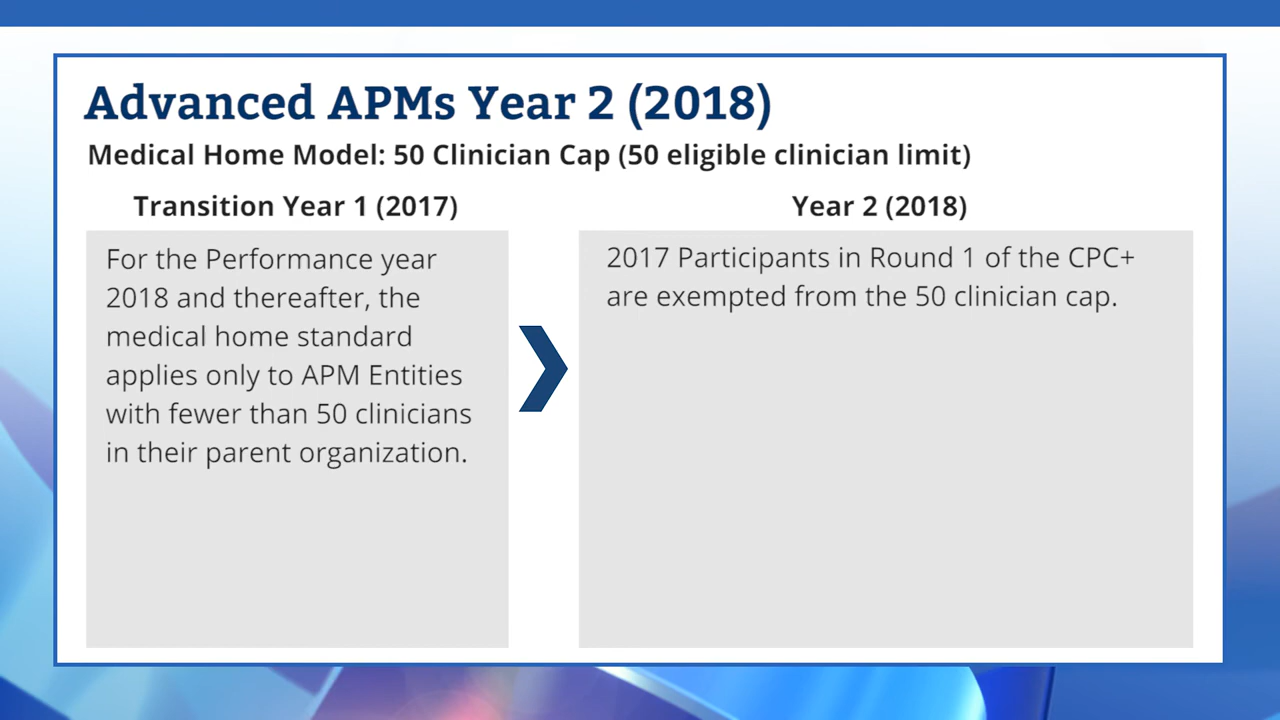 Advanced APMs Year 2 (2018)
Medical Home Model: 50 Clinician Cap (50 eligible clinician limit)
Transition Year 1 (2017)
For the Performance year
2018 and thereafter, the
medical home standard
applies only to APM Entities
with fewer than 50 clinicians
in their parent organization.
Year 2 (2018)
2017 Participants in Round 1 of the CPC+
are exempted from the 50 clinician cap.